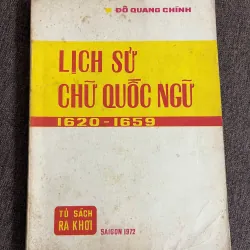 ĐỖ QUANG CHÍNH
LỊCH SỬ
CHỮ QUỐC NGỮ
1620-1659
TỦ SÁCH
RA KHƠI
SAIGON 1972